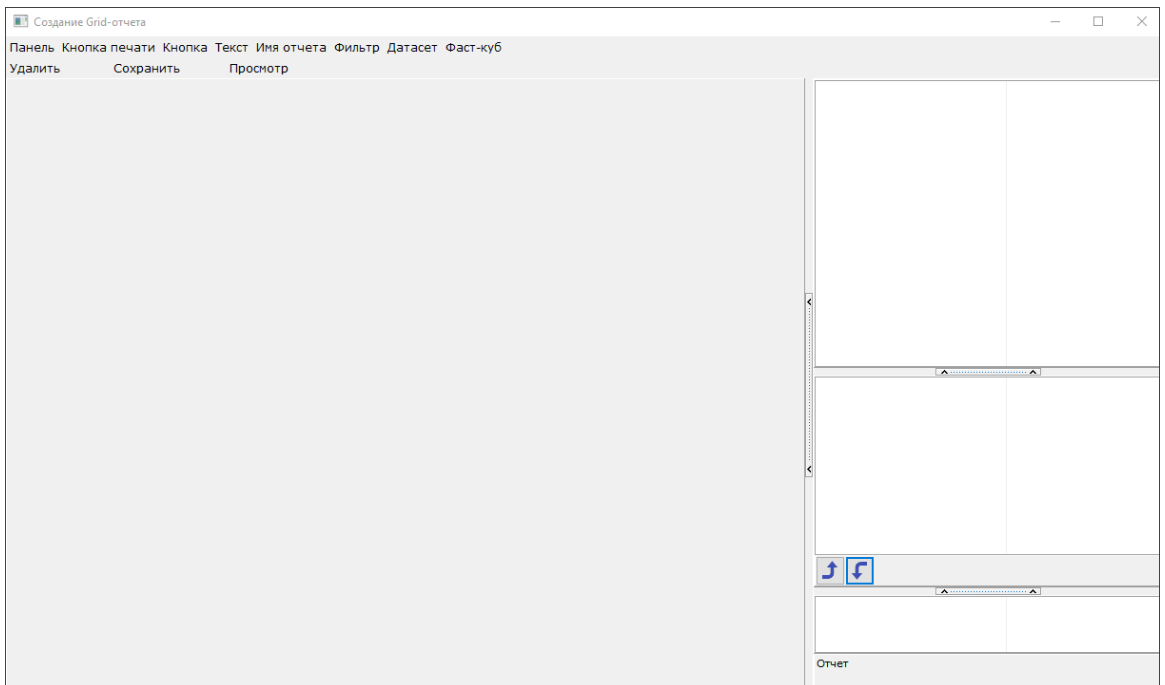 Создание Grid-отчета
Панель Кнопка печати Кнопка Текст Имя отчета Фильтр Датасет Фаст-куб
Удалить Сохранить Просмотр
Отчет